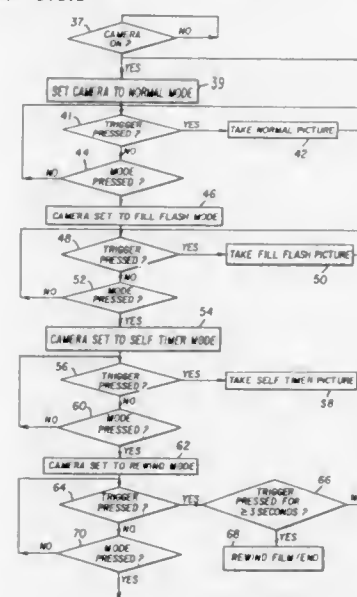 37
CAMERA
ON ?
NO
YES
SET CAMERA TO NORMAL MODE
39
41
TRIGGER
PRESSED ?
YES
TAKE NORMAL PICTURE
42
NO
44
MODE
PRESSED ?
NO
46
CAMERA SET TO FILL FLASH MODE
48
TRIGGER
PRESSED ?
YES
TAKE FILL FLASH PICTURE
50
NO
52
MODE
PRESSED ?
NO
YES
54
CAMERA SET TO SELF TIMER MODE
56
TRIGGER
PRESSED ?
YES
TAKE SELF TIMER PICTURE
58
NO
60
MODE
PRESSED ?
NO
YES
62
CAMERA SET TO REWIND MODE
64
TRIGGER
PRESSED ?
YES
TRIGGER
PRESSED FOR
≥3 SECONDS ?
66
NO
YES
68
REWIND FILM/END
70
MODE
PRESSED ?
NO
YES